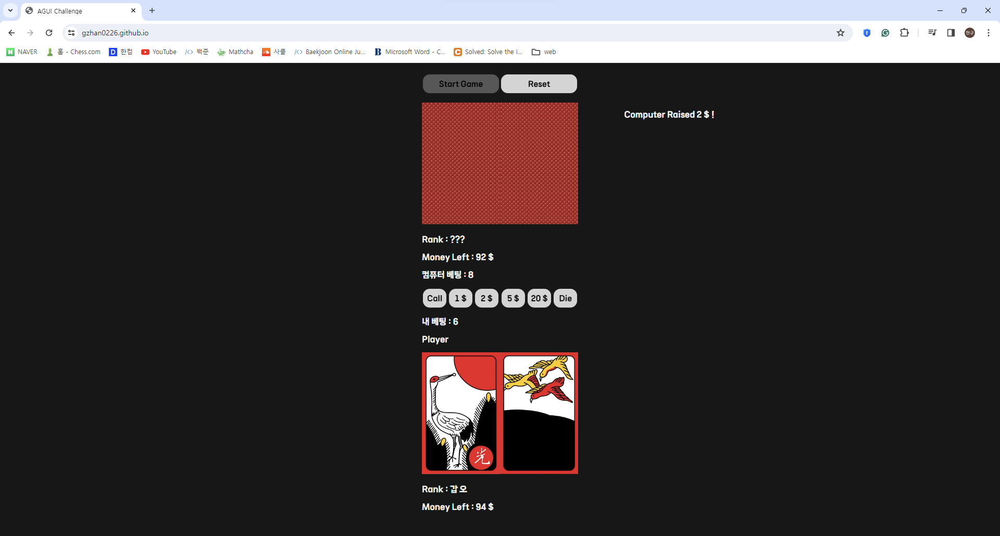 AGUI Challenge
gzhan0226.github.io
현규
NAVER
홈 - Chess.com
한컴
YouTube
백준
Mathcha
사클
Baekjoon Online Ju...
Microsoft Word - C...
Solved: Solve the i...
web
Start Game
Reset
Computer Raised 2 $ !
Rank : ???
Money Left : 92 $
컴퓨터 베팅 : 8
Call
1 $
2 $
5 $
20 $
Die
내 베팅 : 6
Player
光
Rank : 갑오
Money Left : 94 $